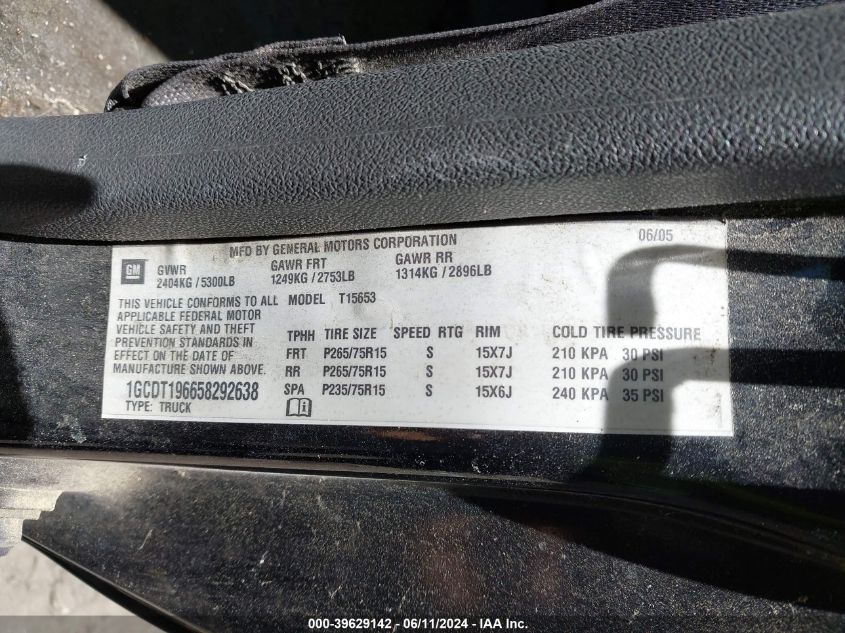 MFD BY GENERAL MOTORS CORPORATION 06/05
GM GVWR GAWR FRT GAWR RR
2404KG / 5300LB 1249KG / 2753LB 1314KG / 2896LB
THIS VEHICLE CONFORMS TO ALL MODEL T15653
APPLICABLE FEDERAL MOTOR
VEHICLE SAFETY AND THEFT TPHH TIRE SIZE SPEED RTG RIM COLD TIRE PRESSURE
PREVENTION STANDARDS IN FRT P265/75R15 S 15X7J 210 KPA 30 PSI
EFFECT ON THE DATE OF
MANUFACTURE SHOWN ABOVE. RR P265/75R15 S 15X7J 210 KPA 30 PSI
1GCDT196658292638 SPA P235/75R15 S 15X6J 240 KPA 35 PSI
TYPE: TRUCK
000-39629142 - 06/11/2024 - IAA, Inc.